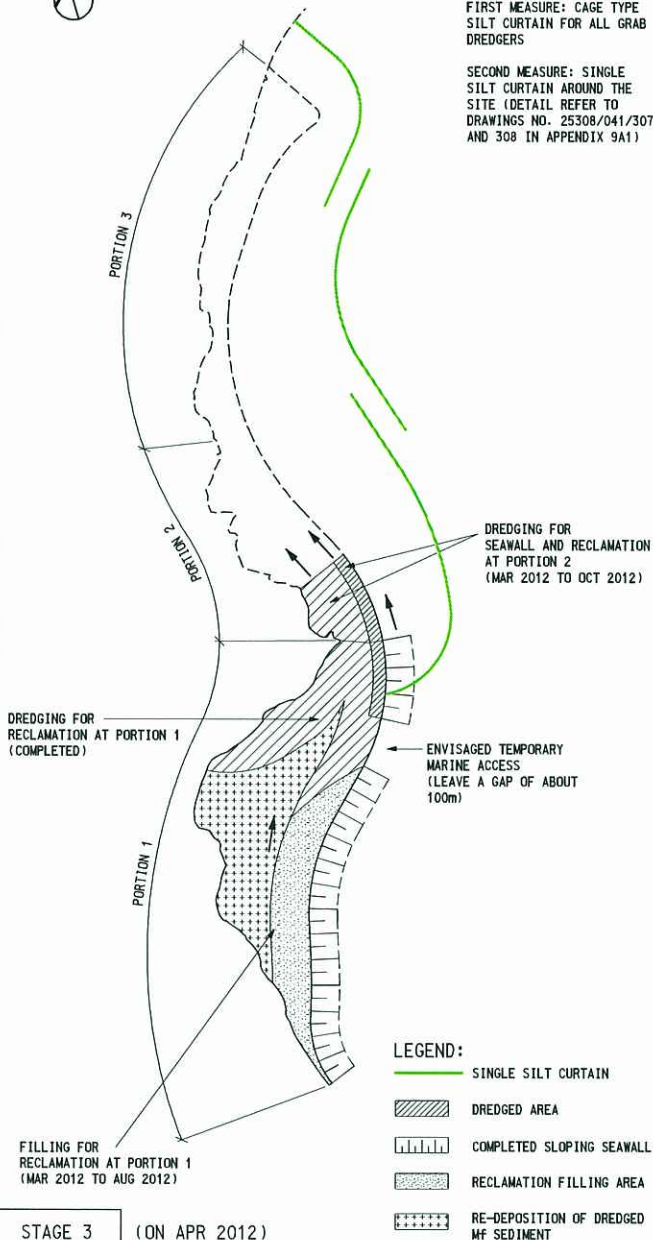 FIRST MEASURE: CAGE TYPE
SILT CURTAIN FOR ALL GRAB
DREDGERS
SECOND MEASURE: SINGLE
SILT CURTAIN AROUND THE
SITE (DETAIL REFER TO
DRAWINGS NO. 25308/041/307
AND 308 IN APPENDIX 9A1)
PORTION 3
PORTION 2
DREDGING FOR
SEAWALL AND RECLAMATION
AT PORTION 2
(MAR 2012 TO OCT 2012)
DREDGING FOR
RECLAMATION AT PORTION 1
(COMPLETED)
ENVISAGED TEMPORARY
MARINE ACCESS
(LEAVE A GAP OF ABOUT
100m)
PORTION 1
FILLING FOR
RECLAMATION AT PORTION 1
(MAR 2012 TO AUG 2012)
LEGEND:
SINGLE SILT CURTAIN
DREDGED AREA
COMPLETED SLOPING SEAWALL
RECLAMATION FILLING AREA
RE-DEPOSITION OF DREDGED
Mf SEDIMENT
STAGE 3 (ON APR 2012)